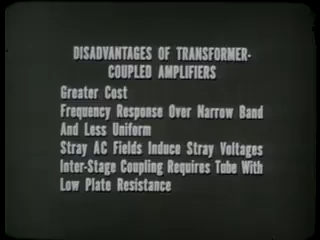 DISADVANTAGES OF TRANSFORMER-
COUPLED AMPLIFIERS
Greater Cost
Frequency Response Over Narrow Band
And Less Uniform
Stray AC Fields Induce Stray Voltages
Inter-Stage Coupling Requires Tube With
Low Plate Resistance